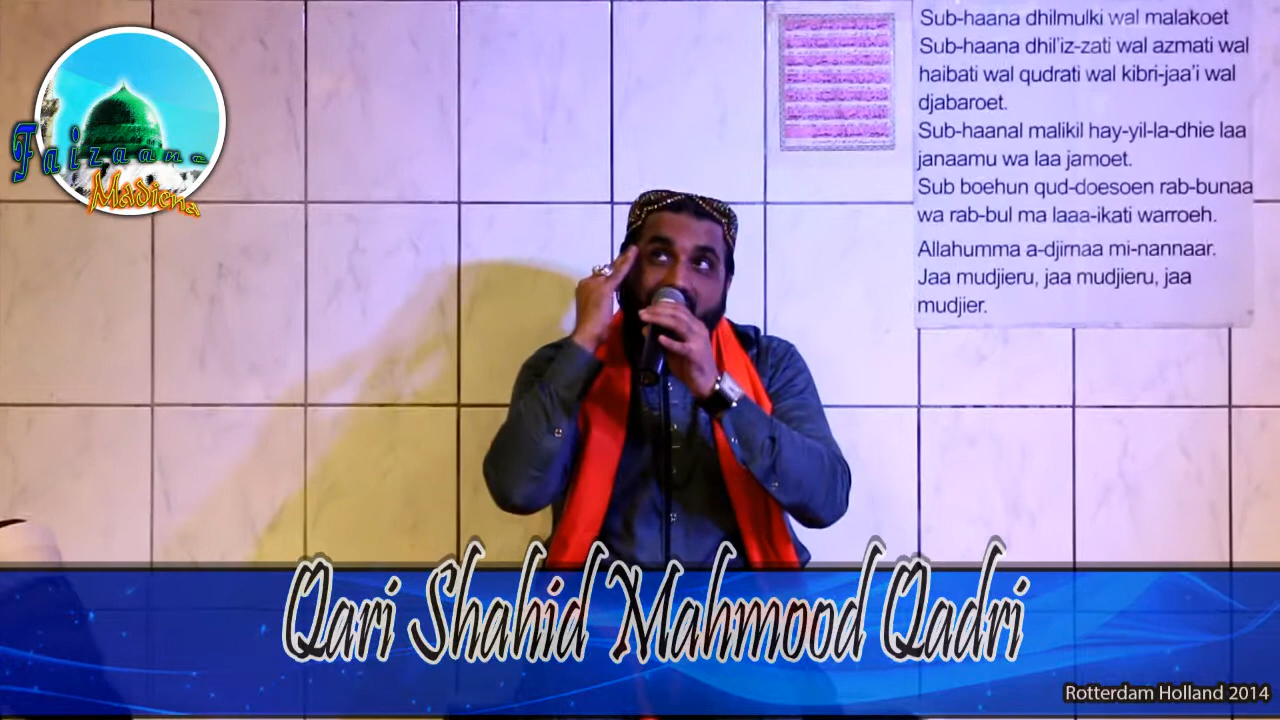 Faizaan-e
Madiena
Sub-haana dhilmulki wal malakoet
Sub-haana dhil'iz-zati wal azmati wal
haibati wal qudrati wal kibri-jaa'i wal
djabaroet.
Sub-haanal malikil hay-yil-la-dhie laa
janaamu wa laa jamoet.
Sub boehun qud-doesoen rab-bunaa
wa rab-bul ma laaa-ikati warroeh.
Allahumma a-djirnaa mi-nannaar.
Jaa mudjieru, jaa mudjieru, jaa
mudjier.
Qari Shahid Mahmood Qadri
Rotterdam Holland 2014